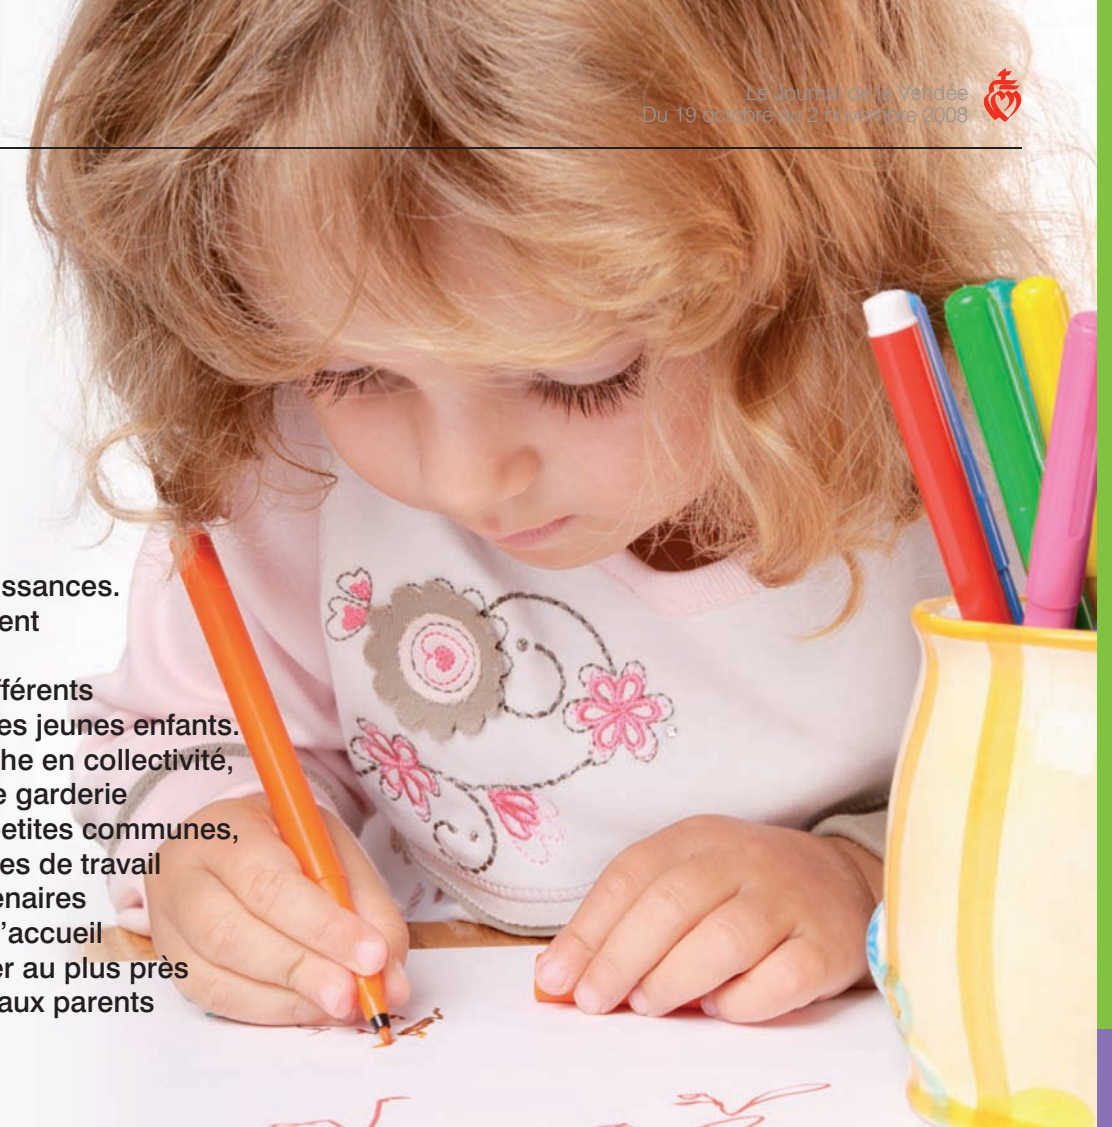 Le Journal de la Vendée
Du 19 octobre au 2 novembre 2008
ssances.
ent
fférents
es jeunes enfants.
he en collectivité,
e garderie
etites communes,
es de travail
enaires
'accueil
er au plus près
aux parents